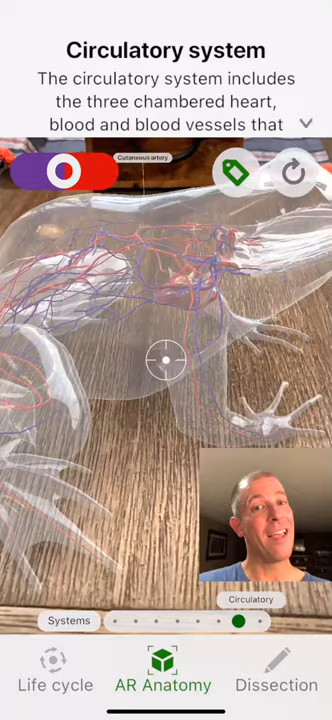 Circulatory system
The circulatory system includes
the three chambered heart,
blood and blood vessels that
Cutaneous artery
Circulatory
Systems
Life cycle
AR Anatomy
Dissection